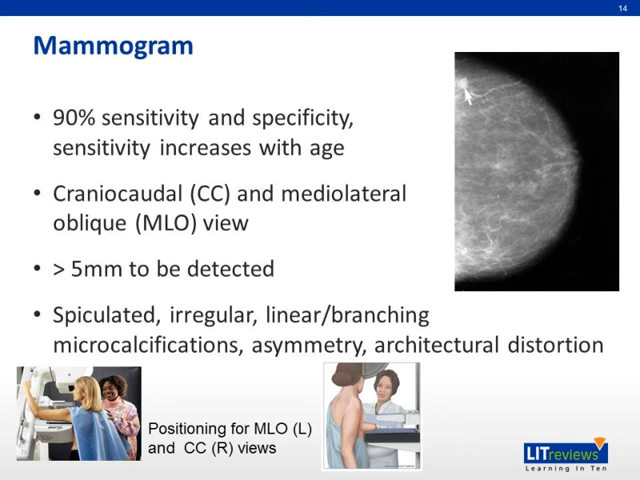 14
Mammogram
• 90% sensitivity and specificity,
sensitivity increases with age
• Craniocaudal (CC) and mediolateral
oblique (MLO) view
• > 5mm to be detected
• Spiculated, irregular, linear/branching
microcalcifications, asymmetry, architectural distortion
Positioning for MLO (L)
and CC (R) views
LITreviews
Learning In Ten